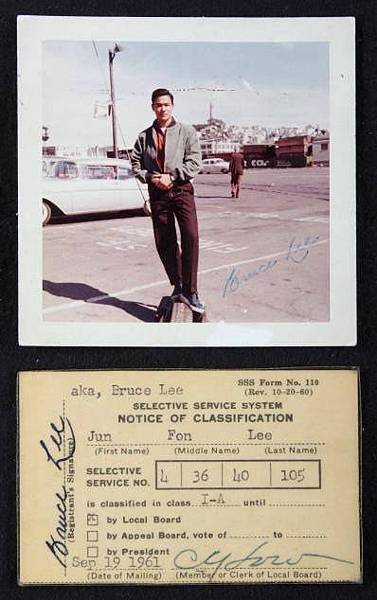 Bruce Lee
aka, Bruce Lee
SSS Form No. 110
(Rev. 10-20-60)
SELECTIVE SERVICE SYSTEM
NOTICE OF CLASSIFICATION
Jun Fon Lee
(First Name) (Middle Name) (Last Name)
SELECTIVE SERVICE NO. 4 36 40 105
is classified in class I-A until
by Local Board
by Appeal Board, vote of to
by President
Sep 19 1961
(Date of Mailing) (Member of Clerk of Local Board)
Bruce Lee
(Registrant's Signature)